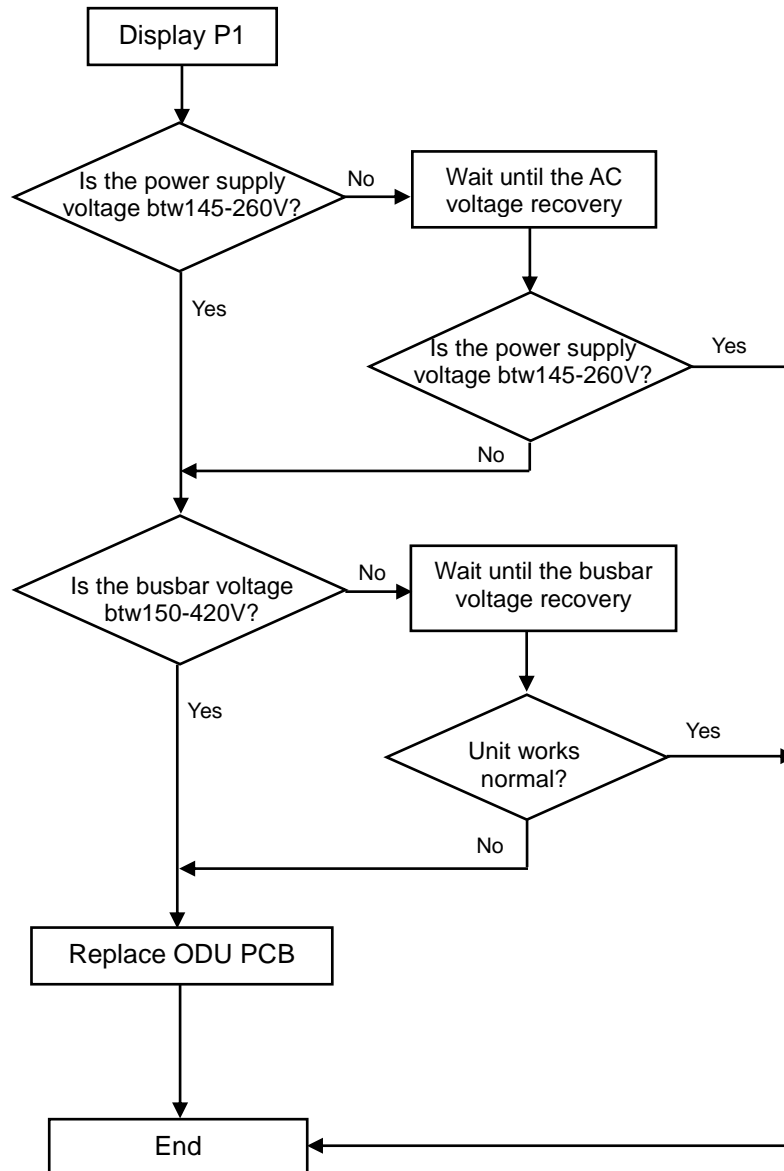 Display P1
Is the power supply
voltage btw145-260V?
No
Wait until the AC
voltage recovery
Yes
Is the power supply
voltage btw145-260V?
Yes
No
Is the busbar voltage
btw150-420V?
No
Wait until the busbar
voltage recovery
Yes
Unit works
normal?
Yes
No
Replace ODU PCB
End